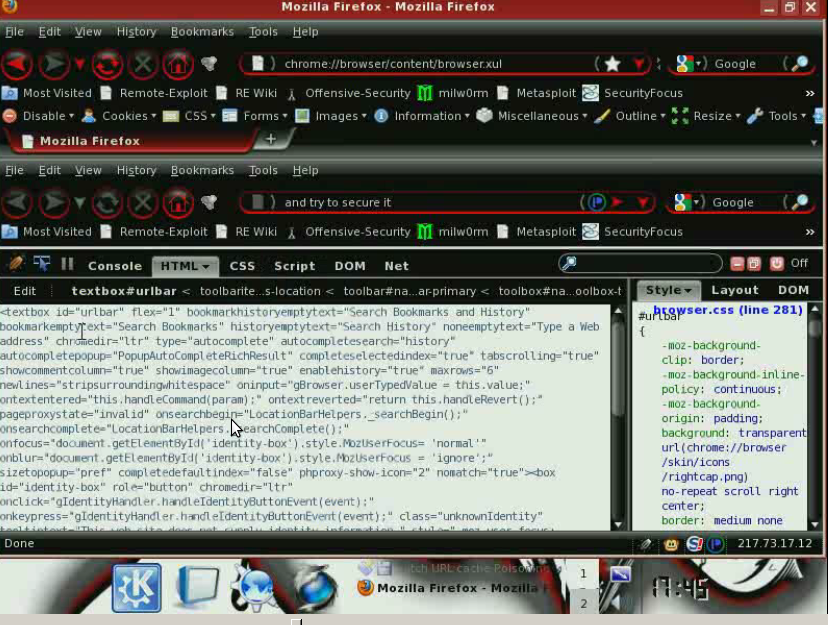 Mozilla Firefox - Mozilla Firefox
File Edit View History Bookmarks Tools Help
chrome://browser/content/browser.xul Google
Most Visited Remote-Exploit RE Wiki Offensive-Security milw0rm Metasploit SecurityFocus »
Disable Cookies CSS Forms Images Information Miscellaneous Outline Resize Tools
Mozilla Firefox +
File Edit View History Bookmarks Tools Help
and try to secure it Google
Most Visited Remote-Exploit RE Wiki Offensive-Security milw0rm Metasploit SecurityFocus »
Console HTML CSS Script DOM Net Off
Edit textbox#urlbar < toolbarite...s-location < toolbar#na...ar-primary < toolbox#na...oolbox-t
Style Layout DOM
<textbox id="urlbar" flex="1" bookmarkhistoryemptytext="Search Bookmarks and History"
bookmarkemptytext="Search Bookmarks" historyemptytext="Search History" noneemptytext="Type a Web
address" chromedir="ltr" type="autocomplete" autocompletesearch="history"
autocompletepopup="PopupAutoCompleteRichResult" completeselectedindex="true" tabscrolling="true"
showcommentcolumn="true" showimagecolumn="true" enablehistory="true" maxrows="6"
newlines="stripsurroundingwhitespace" oninput="gBrowser.userTypedValue = this.value;"
ontextentered="this.handleCommand(param);" ontextreverted="return this.handleRevert();"
pageproxystate="invalid" onsearchbegin="LocationBarHelpers._searchBegin();"
onsearchcomplete="LocationBarHelpers._searchComplete();"
onfocus="document.getElementById('identity-box').style.MozUserFocus= 'normal'"
onblur="document.getElementById('identity-box').style.MozUserFocus = 'ignore';"
sizetopopup="pref" completedefaultindex="false" phproxy-show-icon="2" nomatch="true"><box
id="identity-box" role="button" chromedir="ltr"
onclick="gIdentityHandler.handleIdentityButtonEvent(event);"
onkeypress="gIdentityHandler.handleIdentityButtonEvent(event);" class="unknownIdentity"
browser.css (line 281)
#urlbar
{
-moz-background-
clip: border;
-moz-background-inline-
policy: continuous;
-moz-background-
origin: padding;
background: transparent
url(chrome://browser
/skin/icons
/rightcap.png)
no-repeat scroll right
center;
border: medium none
Done 217.73.17.12
tch URL cache Poison
Mozilla Firefox - Mozilla
1
2
17:45